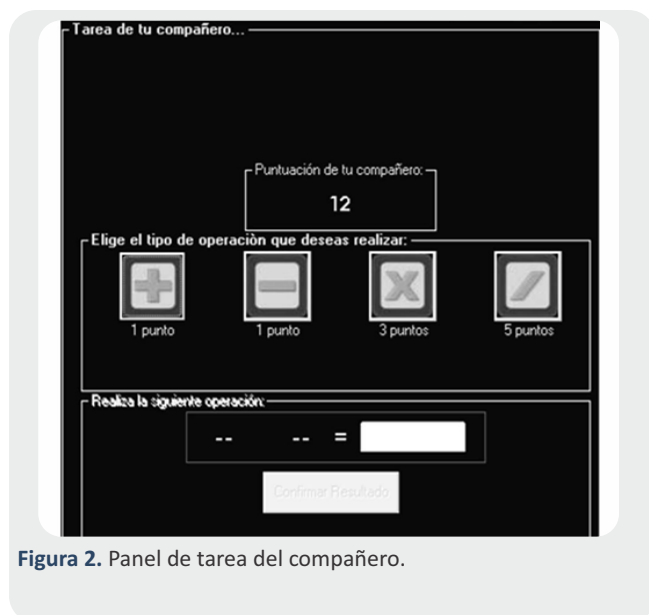 Tarea de tu compañero...
Puntuación de tu compañero:
12
Elige el tipo de operaciòn que deseas realizar:
1 punto 1 punto 3 puntos 5 puntos
Realiza la siguiente operación:
-- -- =
Confirmar Resultado
Figura 2. Panel de tarea del compañero.